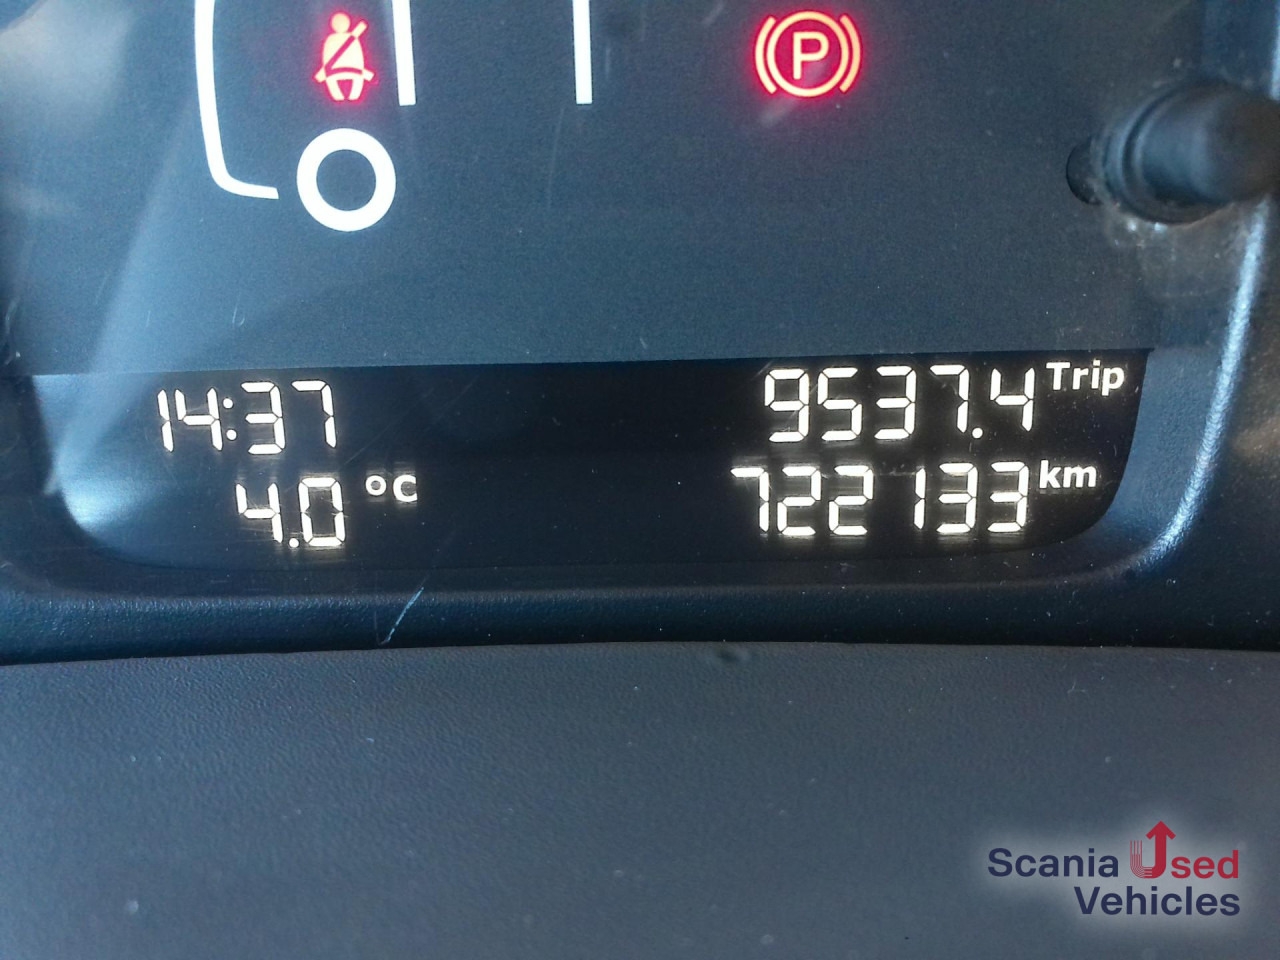 P
14:37 9537.4 Trip
4.0 °C 722133 km
Scania Used
Vehicles